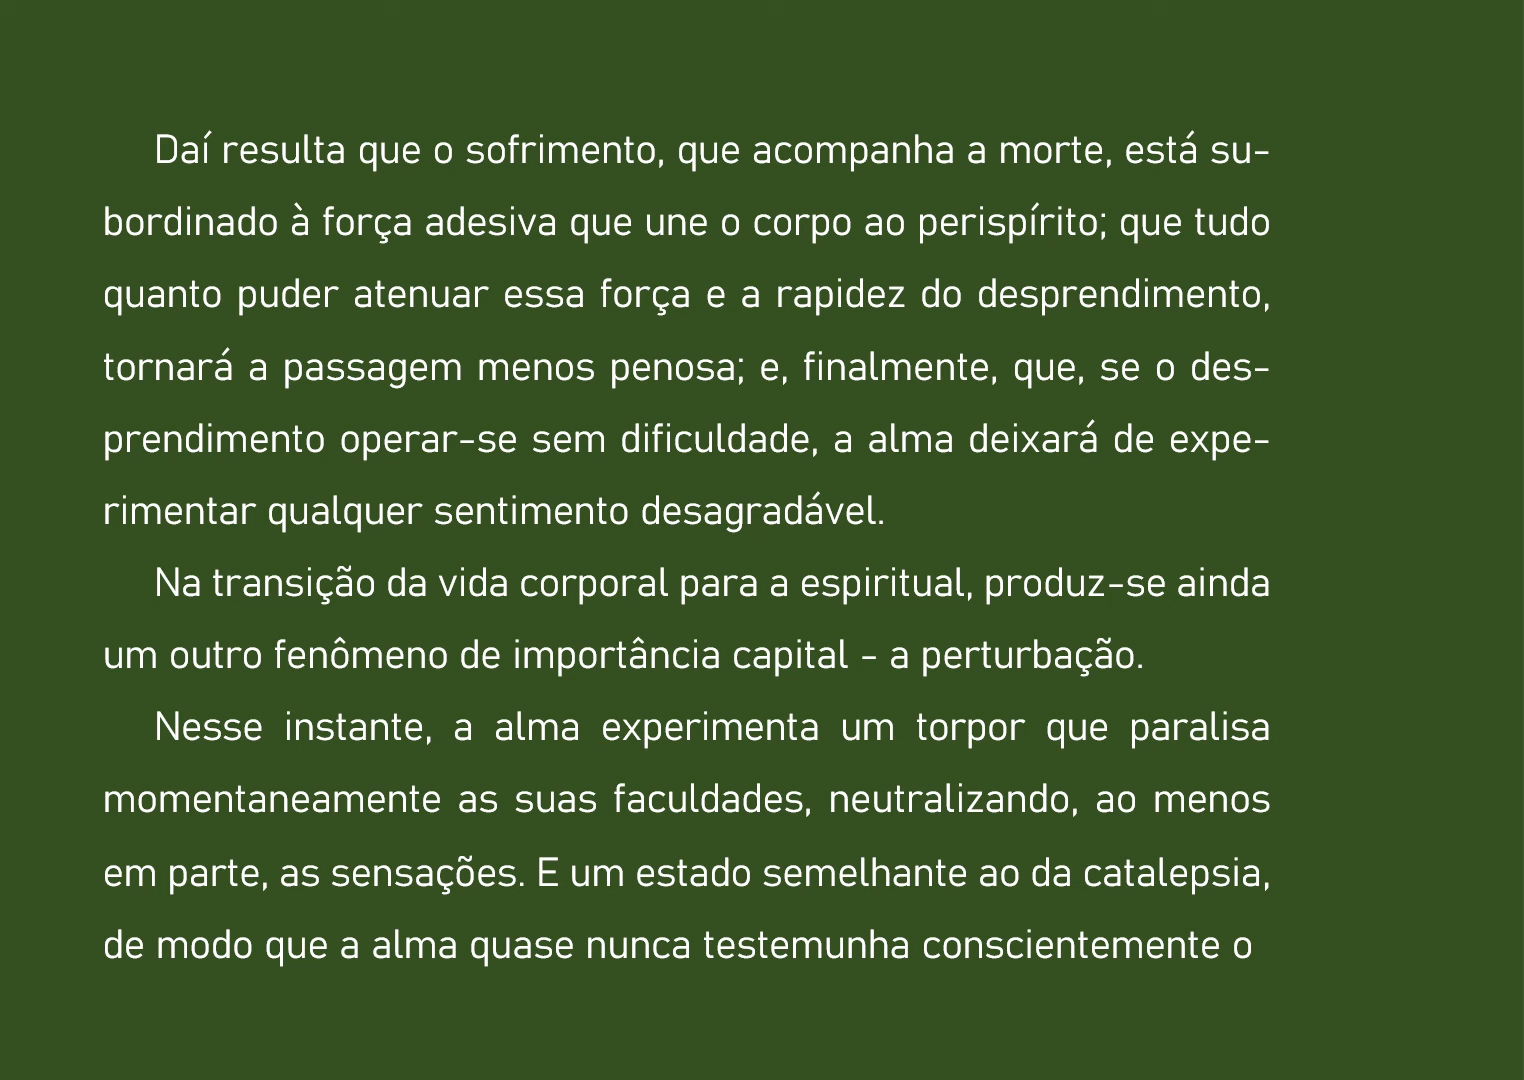 Daí resulta que o sofrimento, que acompanha a morte, está su-
bordinado à força adesiva que une o corpo ao perispírito; que tudo
quanto puder atenuar essa força e a rapidez do desprendimento,
tornará a passagem menos penosa; e, finalmente, que, se o des-
prendimento operar-se sem dificuldade, a alma deixará de expe-
rimentar qualquer sentimento desagradável.
Na transição da vida corporal para a espiritual, produz-se ainda
um outro fenômeno de importância capital - a perturbação.
Nesse instante, a alma experimenta um torpor que paralisa
momentaneamente as suas faculdades, neutralizando, ao menos
em parte, as sensações. E um estado semelhante ao da catalepsia,
de modo que a alma quase nunca testemunha conscientemente o